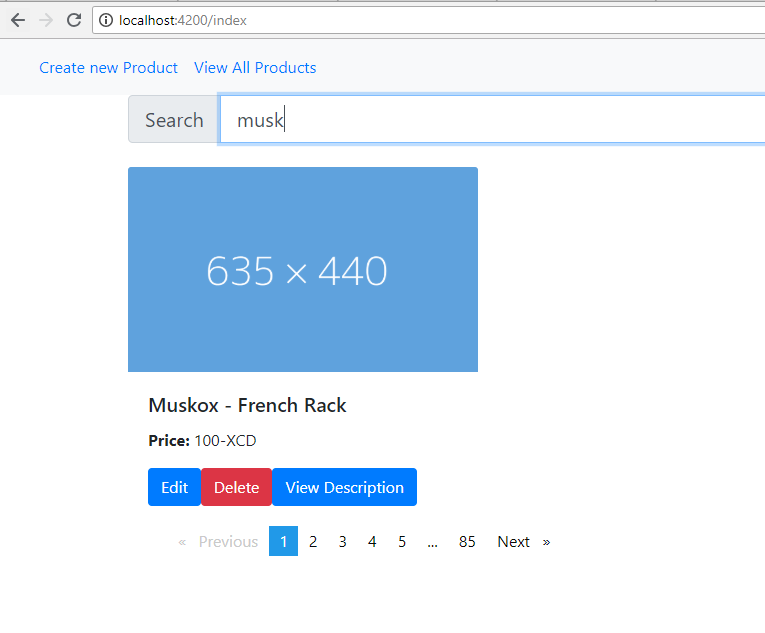 localhost:4200/index
Create new Product View All Products
Search musk
635 × 440
Muskox - French Rack
Price: 100-XCD
Edit Delete View Description
« Previous 1 2 3 4 5 ... 85 Next »